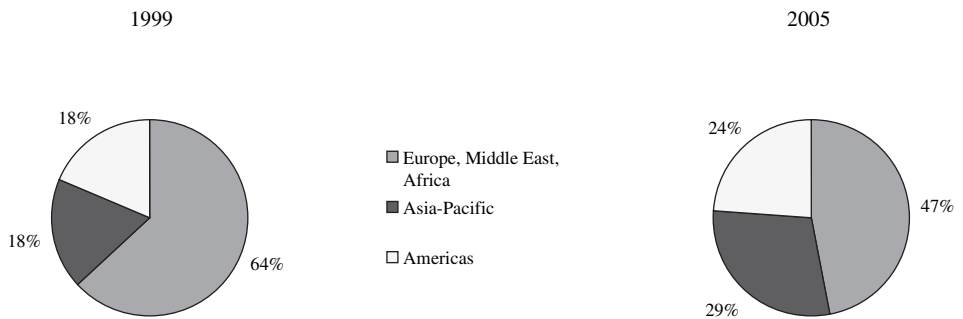 1999
2005
18%
18%
64%
Europe, Middle East,
Africa
Asia-Pacific
Americas
24%
47%
29%